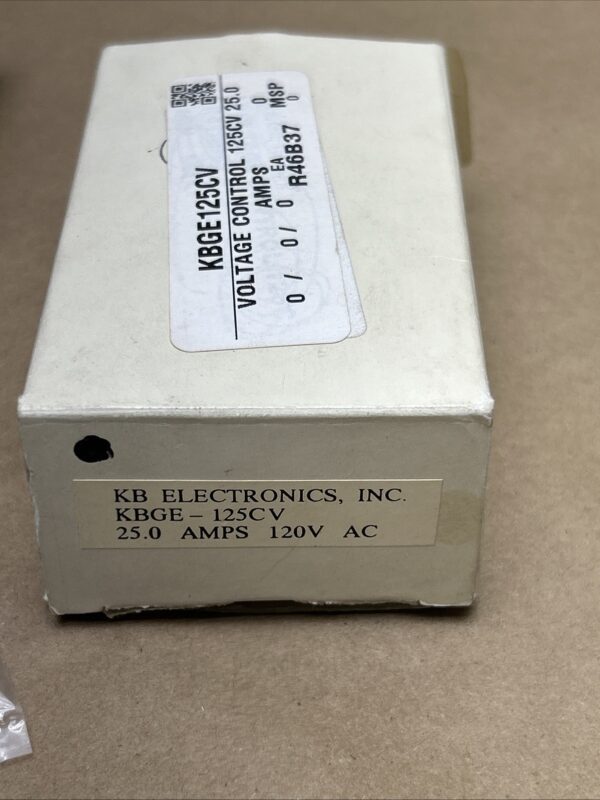 KBGE125CV
VOLTAGE CONTROL 125CV 25.0
AMPS 0
0 / 0 / 0 EA MSP
R46B37 0
KB ELECTRONICS, INC.
KBGE – 125CV
25.0 AMPS 120V AC